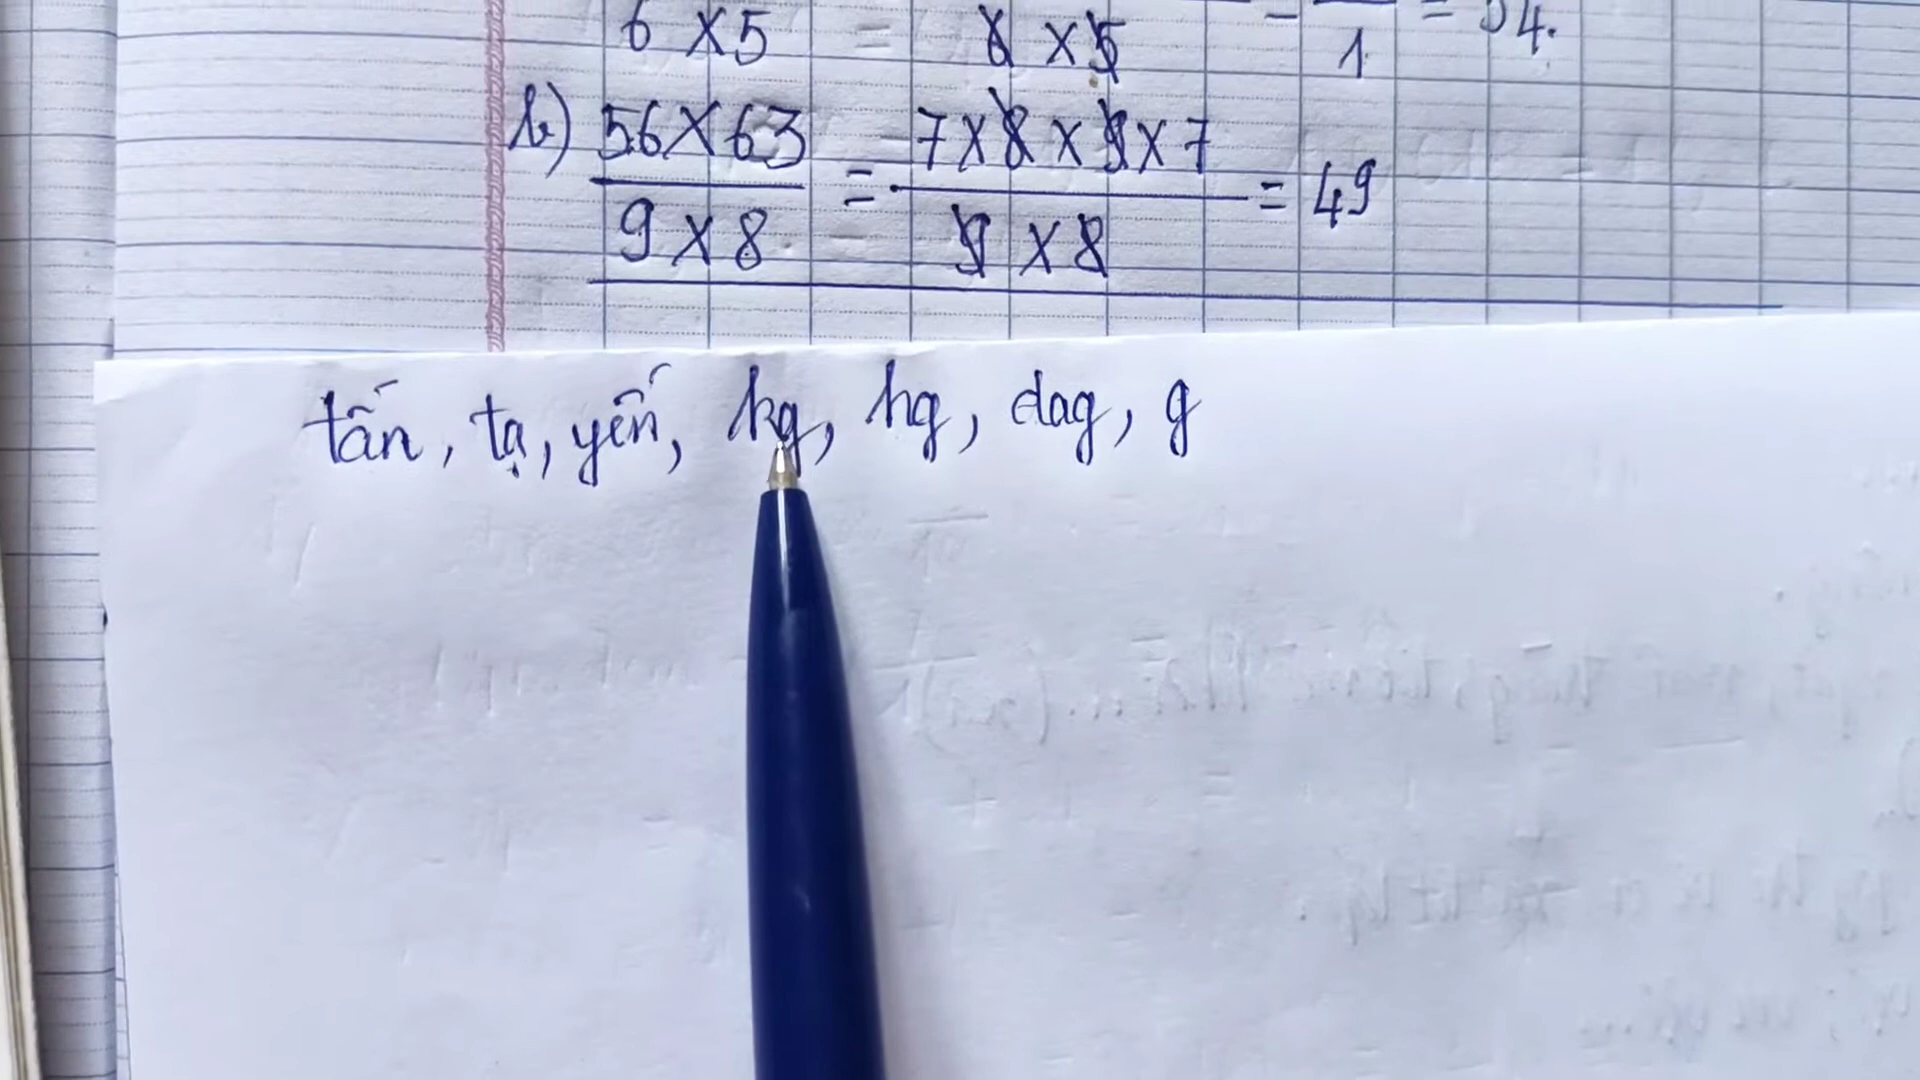 6 × 5 = 6 × 5 - 1 = 54.
b) 56 × 63 / 9 × 8 = 7 × 8 × 9 × 7 / 9 × 8 = 49
tấn, tạ, yến, kg, hg, dag, g